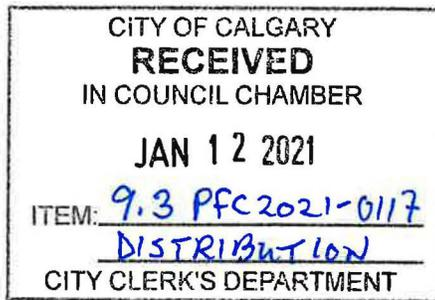 CITY OF CALGARY
RECEIVED
IN COUNCIL CHAMBER
JAN 12 2021
ITEM: 9.3 PFC2021-0117
DISTRIBUTION
CITY CLERK'S DEPARTMENT